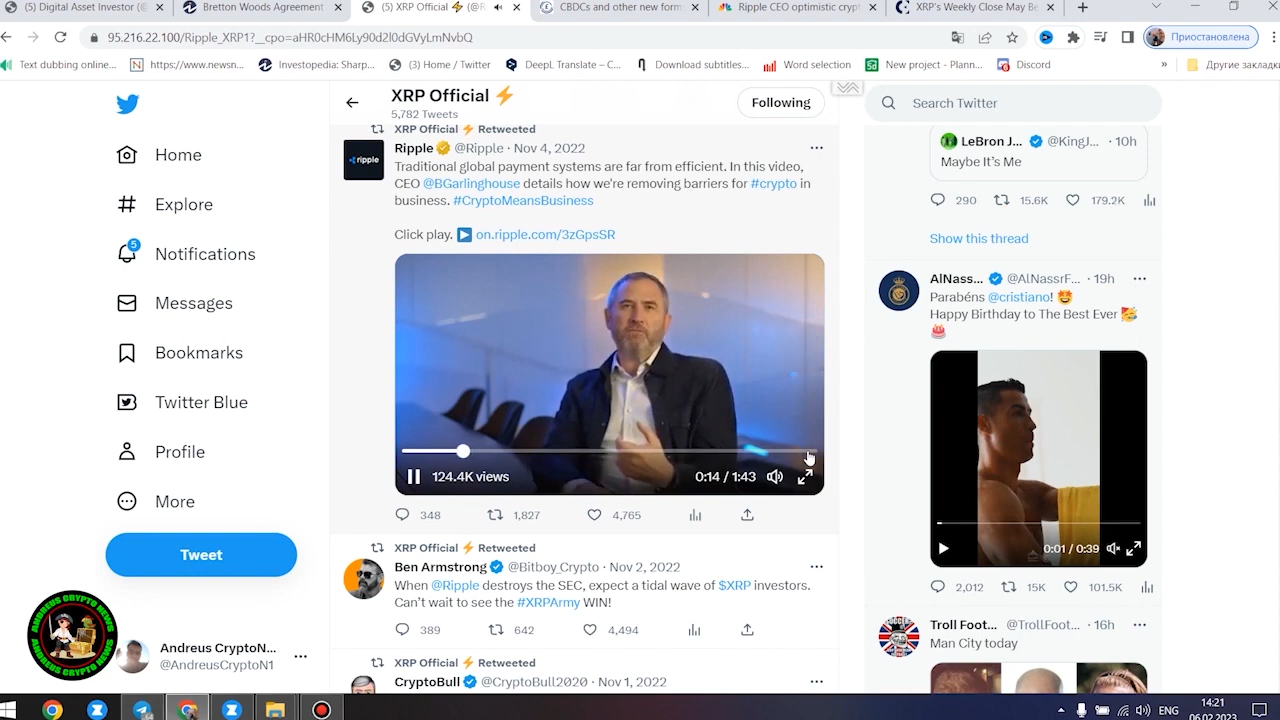 (5) Digital Asset Investor (@
Bretton Woods Agreement
(5) XRP Official ⚡ (@R
CBDCs and other new form
Ripple CEO optimistic crypt
XRP's Weekly Close May Be
95.216.22.100/Ripple_XRP1?__cpo=aHR0cHM6Ly90d2l0dGVyLmNvbQ
Приостановлена
Text dubbing online...
https://www.newsn...
Investopedia: Sharp...
(3) Home / Twitter
DeepL Translate – C...
Download subtitles...
Word selection
New project - Plann...
Discord
»
Другие закладки
Home
Explore
5
Notifications
Messages
Bookmarks
Twitter Blue
Profile
More
Tweet
ANDREUS CRYPTO NEWS
ANDREUS CRYPTO NEWS
Andreus CryptoN...
@AndreusCryptoN1
XRP Official ⚡
5,782 Tweets
Following
XRP Official ⚡ Retweeted
ripple
Ripple @Ripple · Nov 4, 2022
Traditional global payment systems are far from efficient. In this video,
CEO @BGarlinghouse details how we're removing barriers for #crypto in
business. #CryptoMeansBusiness
Click play. ▶ on.ripple.com/3zGpsSR
124.4K views
0:14 / 1:43
348 1,827 4,765
XRP Official ⚡ Retweeted
Ben Armstrong @Bitboy_Crypto · Nov 2, 2022
When @Ripple destroys the SEC, expect a tidal wave of $XRP investors.
Can't wait to see the #XRPArmy WIN!
389 642 4,494
XRP Official ⚡ Retweeted
CryptoBull @CryptoBull2020 · Nov 1, 2022
Search Twitter
LeBron J... @KingJ... · 10h
Maybe It's Me
290 15.6K 179.2K
Show this thread
AlNass... @AlNassrF... · 19h
Parabéns @cristiano! 🤩
Happy Birthday to The Best Ever 🥳
🎂
0:01 / 0:39
2,012 15K 101.5K
Troll Foot... @TrollFoot... · 16h
Man City today
ENG
14:21
06.02.2023